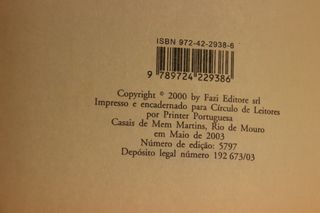 ISBN 972-42-2938-6
9 789724 229386
Copyright © 2000 by Fazi Editore srl
Impresso e encadernado para Círculo de Leitores
por Printer Portuguesa
Casais de Mem Martins, Rio de Mouro
em Maio de 2003
Número de edição: 5797
Depósito legal número 192 673/03